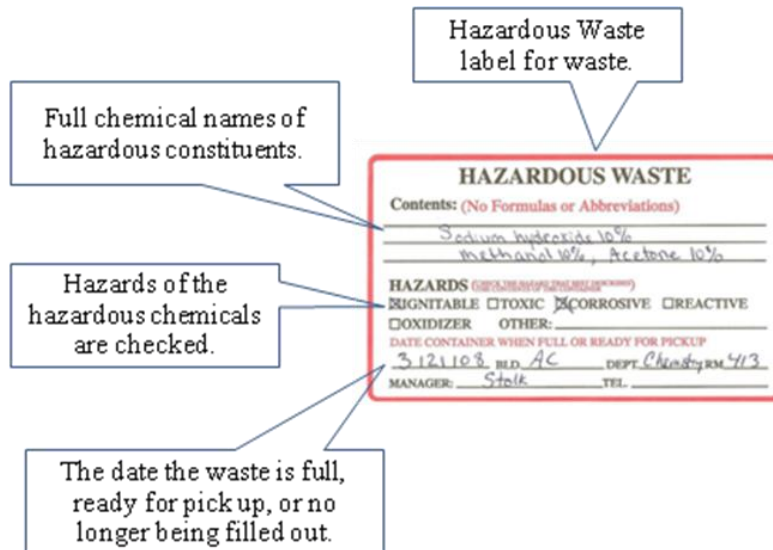 Hazardous Waste
label for waste.
Full chemical names of
hazardous constituents.
HAZARDOUS WASTE
Contents: (No Formulas or Abbreviations)
Sodium hydroxide 10%
methanol 10%, Acetone 10%
Hazards of the
hazardous chemicals
are checked.
HAZARDS
☒IGNITABLE ☐TOXIC ☒CORROSIVE ☐REACTIVE
☐OXIDIZER OTHER:
DATE CONTAINER WHEN FULL OR READY FOR PICKUP
BLD. AC DEPT. Chemistry RM. 413
MANAGER: Stolk TEL.
The date the waste is full,
ready for pick up, or no
longer being filled out.